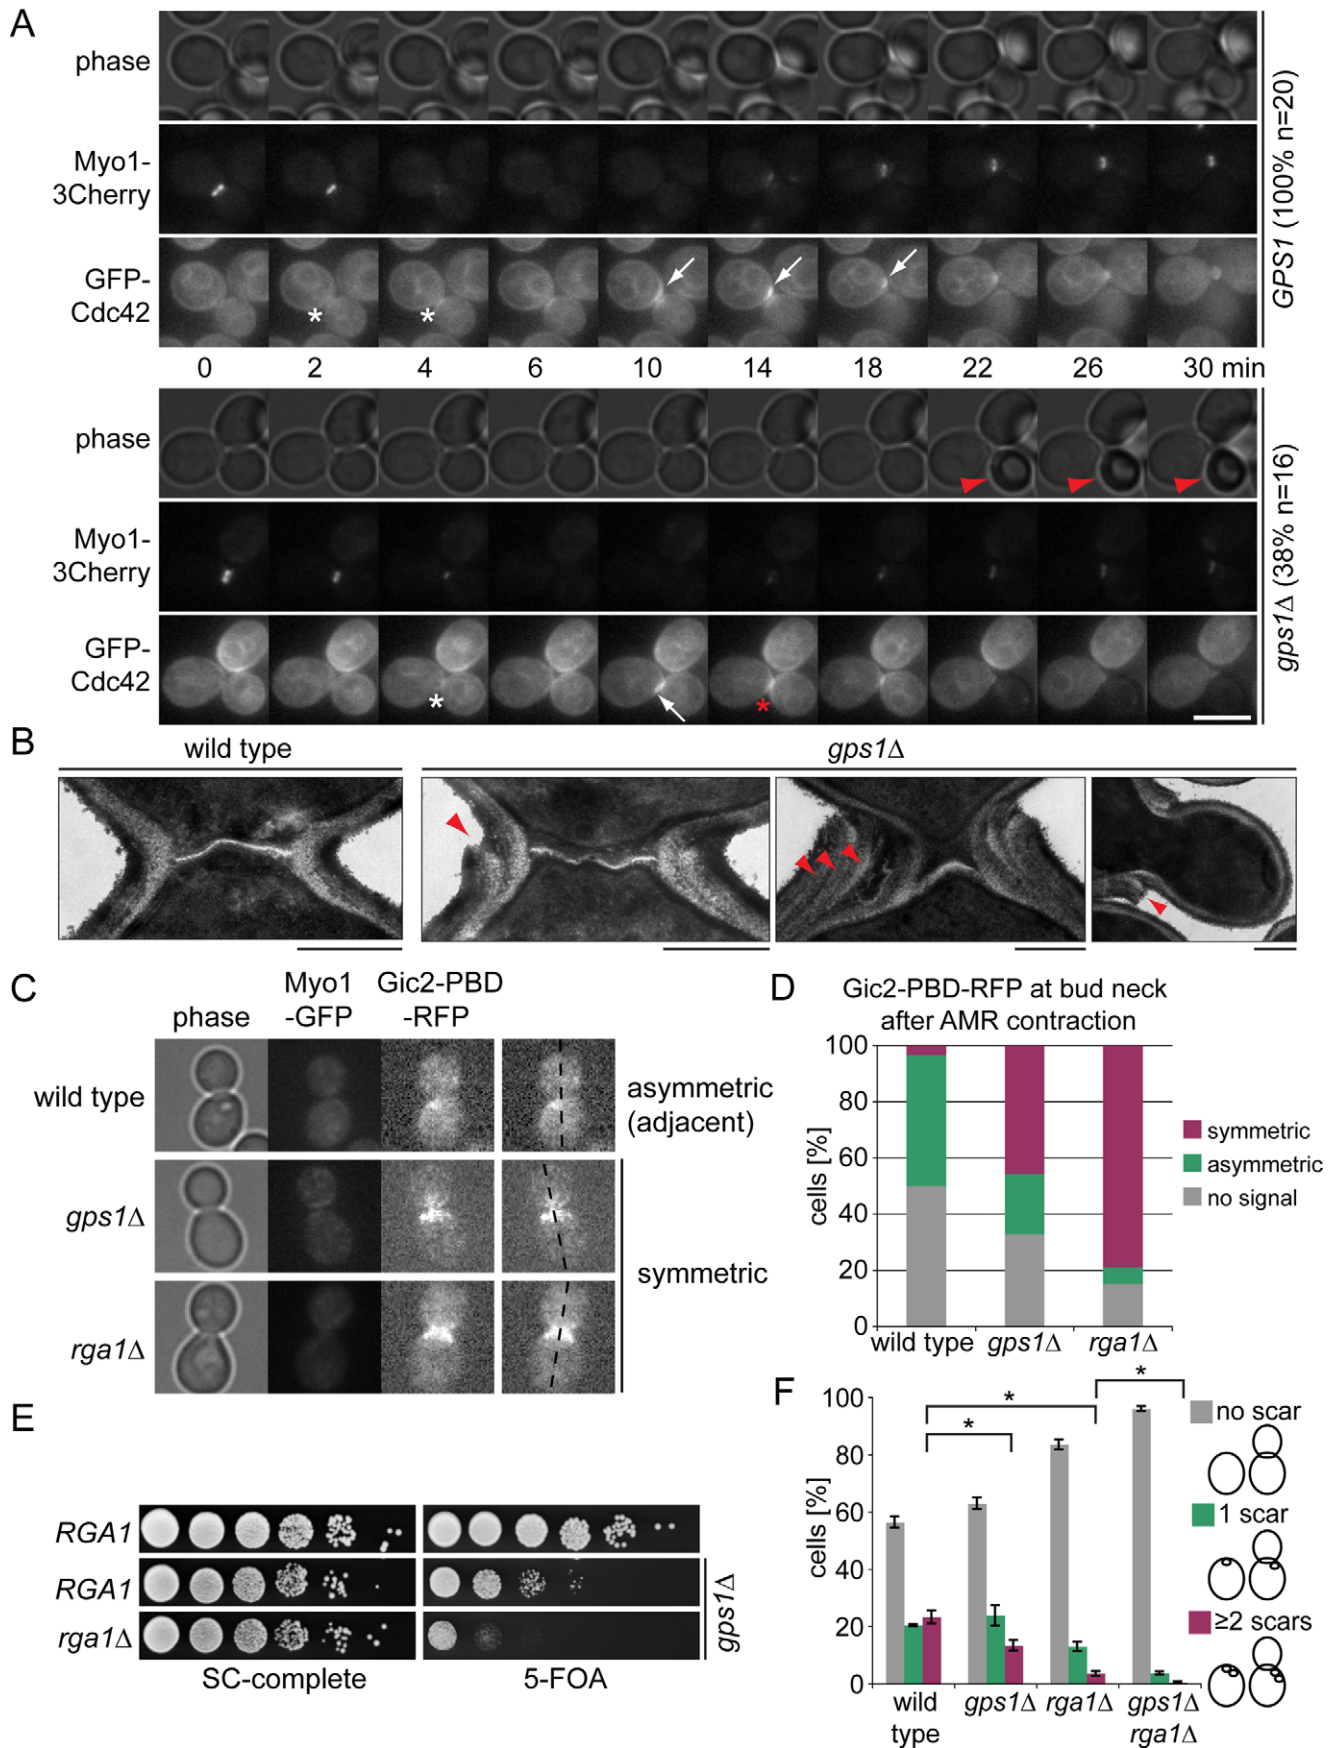 A
phase
Myo1-
3Cherry
GFP-
Cdc42
GPS1 (100% n=20)
0 2 4 6 10 14 18 22 26 30 min
phase
Myo1-
3Cherry
GFP-
Cdc42
gps1Δ (38% n=16)
* * * *
B
wild type gps1Δ
C
phase Myo1
-GFP Gic2-PBD
-RFP
wild type
asymmetric
(adjacent)
gps1Δ
symmetric
rga1Δ
D
Gic2-PBD-RFP at bud neck
after AMR contraction
cells [%]
100
80
60
40
20
0
wild type gps1Δ rga1Δ
symmetric
asymmetric
no signal
E
RGA1
RGA1
rga1Δ
gps1Δ
SC-complete 5-FOA
F
cells [%]
100
80
60
40
20
0
* * *
wild
type
gps1Δ
rga1Δ
gps1Δ
rga1Δ
no scar
1 scar
≥2 scars